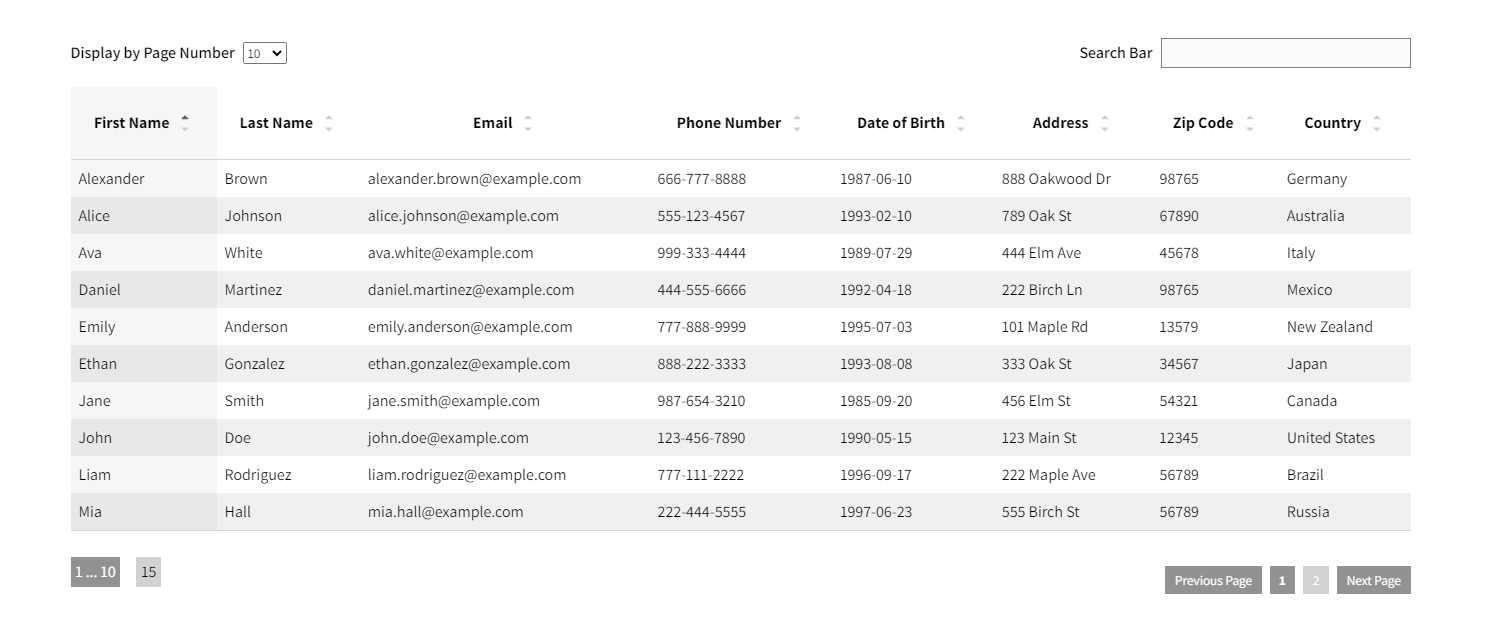 Display by Page Number 10 Search Bar
First Name Last Name Email Phone Number Date of Birth Address Zip Code Country
Alexander Brown alexander.brown@example.com 666-777-8888 1987-06-10 888 Oakwood Dr 98765 Germany
Alice Johnson alice.johnson@example.com 555-123-4567 1993-02-10 789 Oak St 67890 Australia
Ava White ava.white@example.com 999-333-4444 1989-07-29 444 Elm Ave 45678 Italy
Daniel Martinez daniel.martinez@example.com 444-555-6666 1992-04-18 222 Birch Ln 98765 Mexico
Emily Anderson emily.anderson@example.com 777-888-9999 1995-07-03 101 Maple Rd 13579 New Zealand
Ethan Gonzalez ethan.gonzalez@example.com 888-222-3333 1993-08-08 333 Oak St 34567 Japan
Jane Smith jane.smith@example.com 987-654-3210 1985-09-20 456 Elm St 54321 Canada
John Doe john.doe@example.com 123-456-7890 1990-05-15 123 Main St 12345 United States
Liam Rodriguez liam.rodriguez@example.com 777-111-2222 1996-09-17 222 Maple Ave 56789 Brazil
Mia Hall mia.hall@example.com 222-444-5555 1997-06-23 555 Birch St 56789 Russia
1 ... 10 15 Previous Page 1 2 Next Page